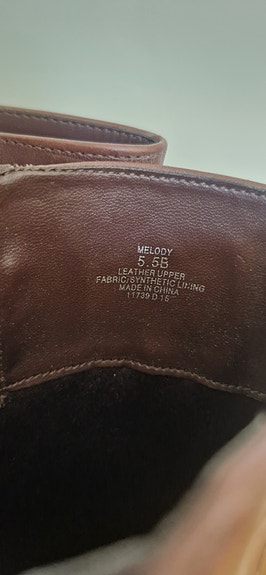 MELODY
5.5B
LEATHER UPPER
FABRIC/SYNTHETIC LINING
MADE IN CHINA
11739 D 15